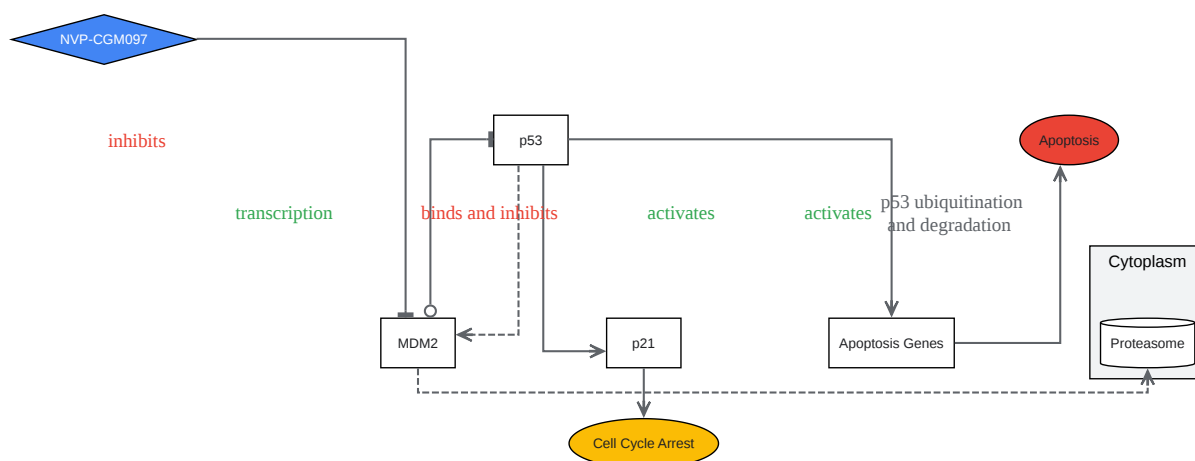 NVP-CGM097
inhibits
p53
Apoptosis
transcription
binds and inhibits
activates
activates
p53 ubiquitination
and degradation
Cytoplasm
MDM2
p21
Apoptosis Genes
Proteasome
Cell Cycle Arrest